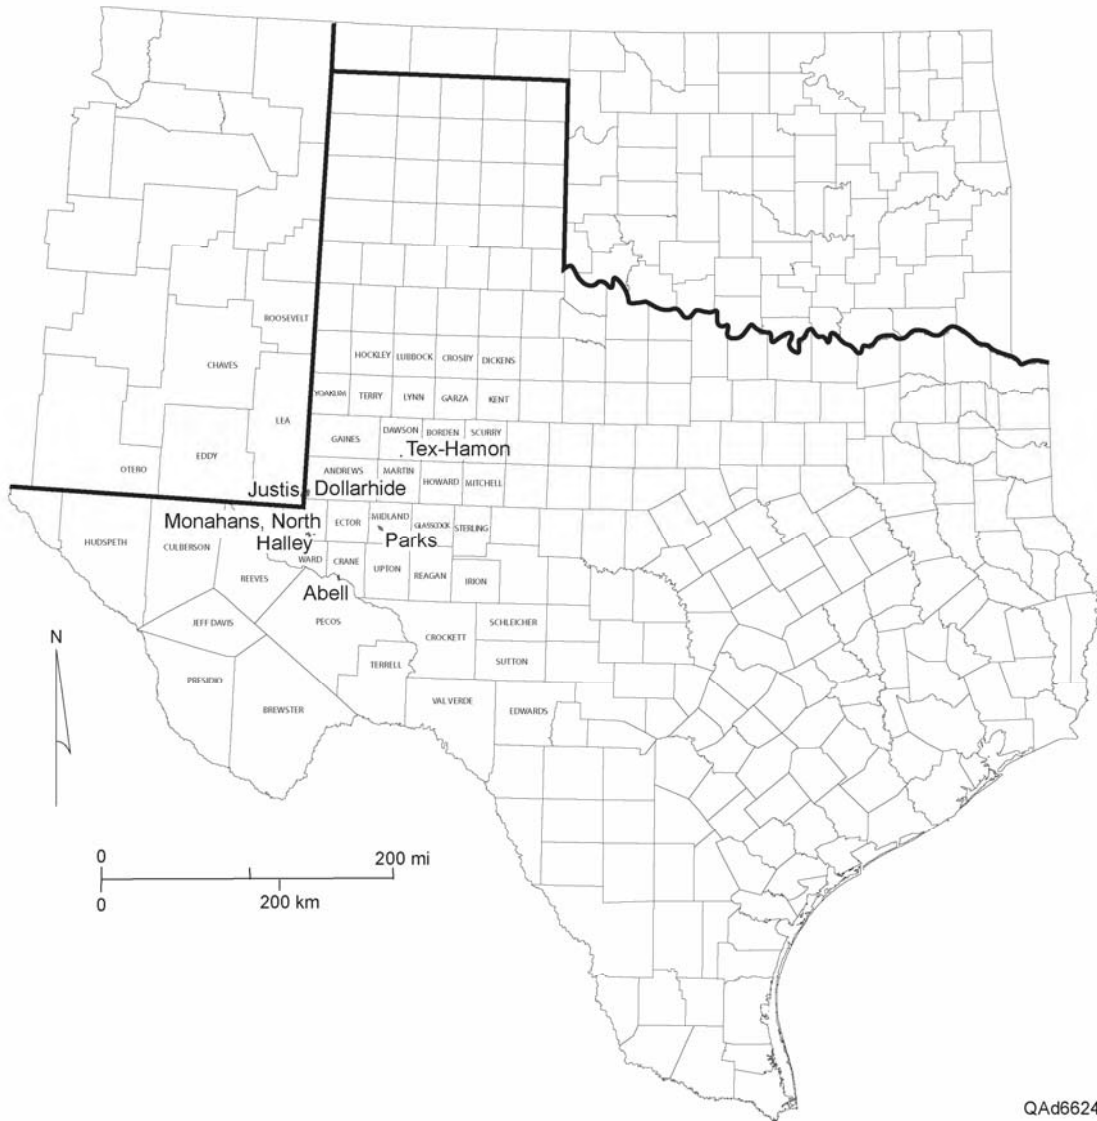 ROOSEVELT
HOCKLEY LUBBOCK CROSBY DICKENS
CHAVES
YOAKUM TERRY LYNN GARZA KENT
LEA
DAWSON BORDEN SCURRY
GAINES
Tex-Hamon
EDDY
OTERO
ANDREWS MARTIN HOWARD MITCHELL
Justis, Dollarhide
Monahans, North
ECTOR MIDLAND GLASSCOCK STERLING
Halley
Parks
HUDSPETH CULBERSON
WARD CRANE UPTON REAGAN IRION
REEVES
Abell
JEFF DAVIS PECOS
CROCKETT SCHLEICHER
N
TERRELL SUTTON
PRESIDIO
BREWSTER VAL VERDE EDWARDS
0 200 mi
0 200 km
QAd6624